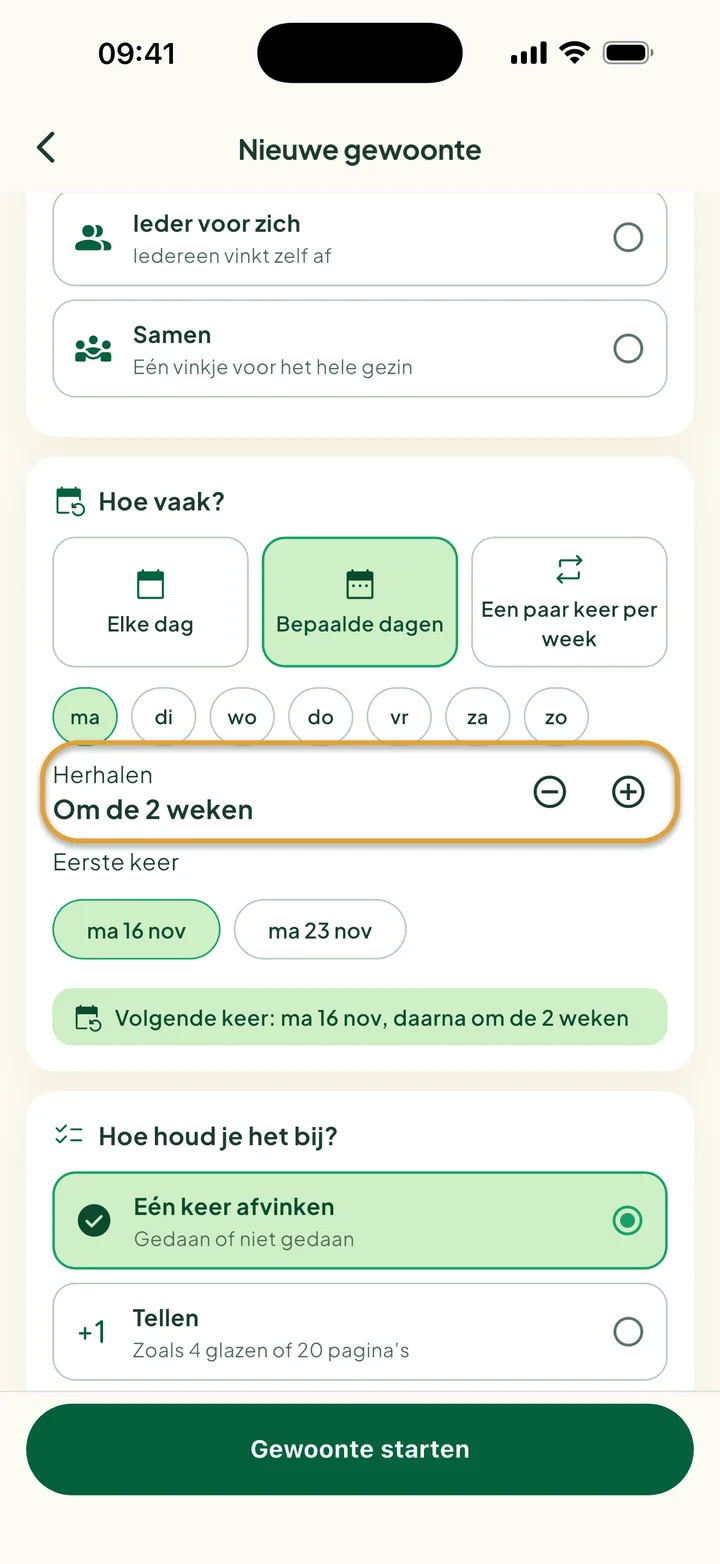 09:41
Nieuwe gewoonte
Ieder voor zich
Iedereen vinkt zelf af
Samen
Eén vinkje voor het hele gezin
Hoe vaak?
Elke dag
Bepaalde dagen
Een paar keer per
week
ma di wo do vr za zo
Herhalen
Om de 2 weken
Eerste keer
ma 16 nov ma 23 nov
Volgende keer: ma 16 nov, daarna om de 2 weken
Hoe houd je het bij?
Eén keer afvinken
Gedaan of niet gedaan
+1 Tellen
Zoals 4 glazen of 20 pagina's
Gewoonte starten